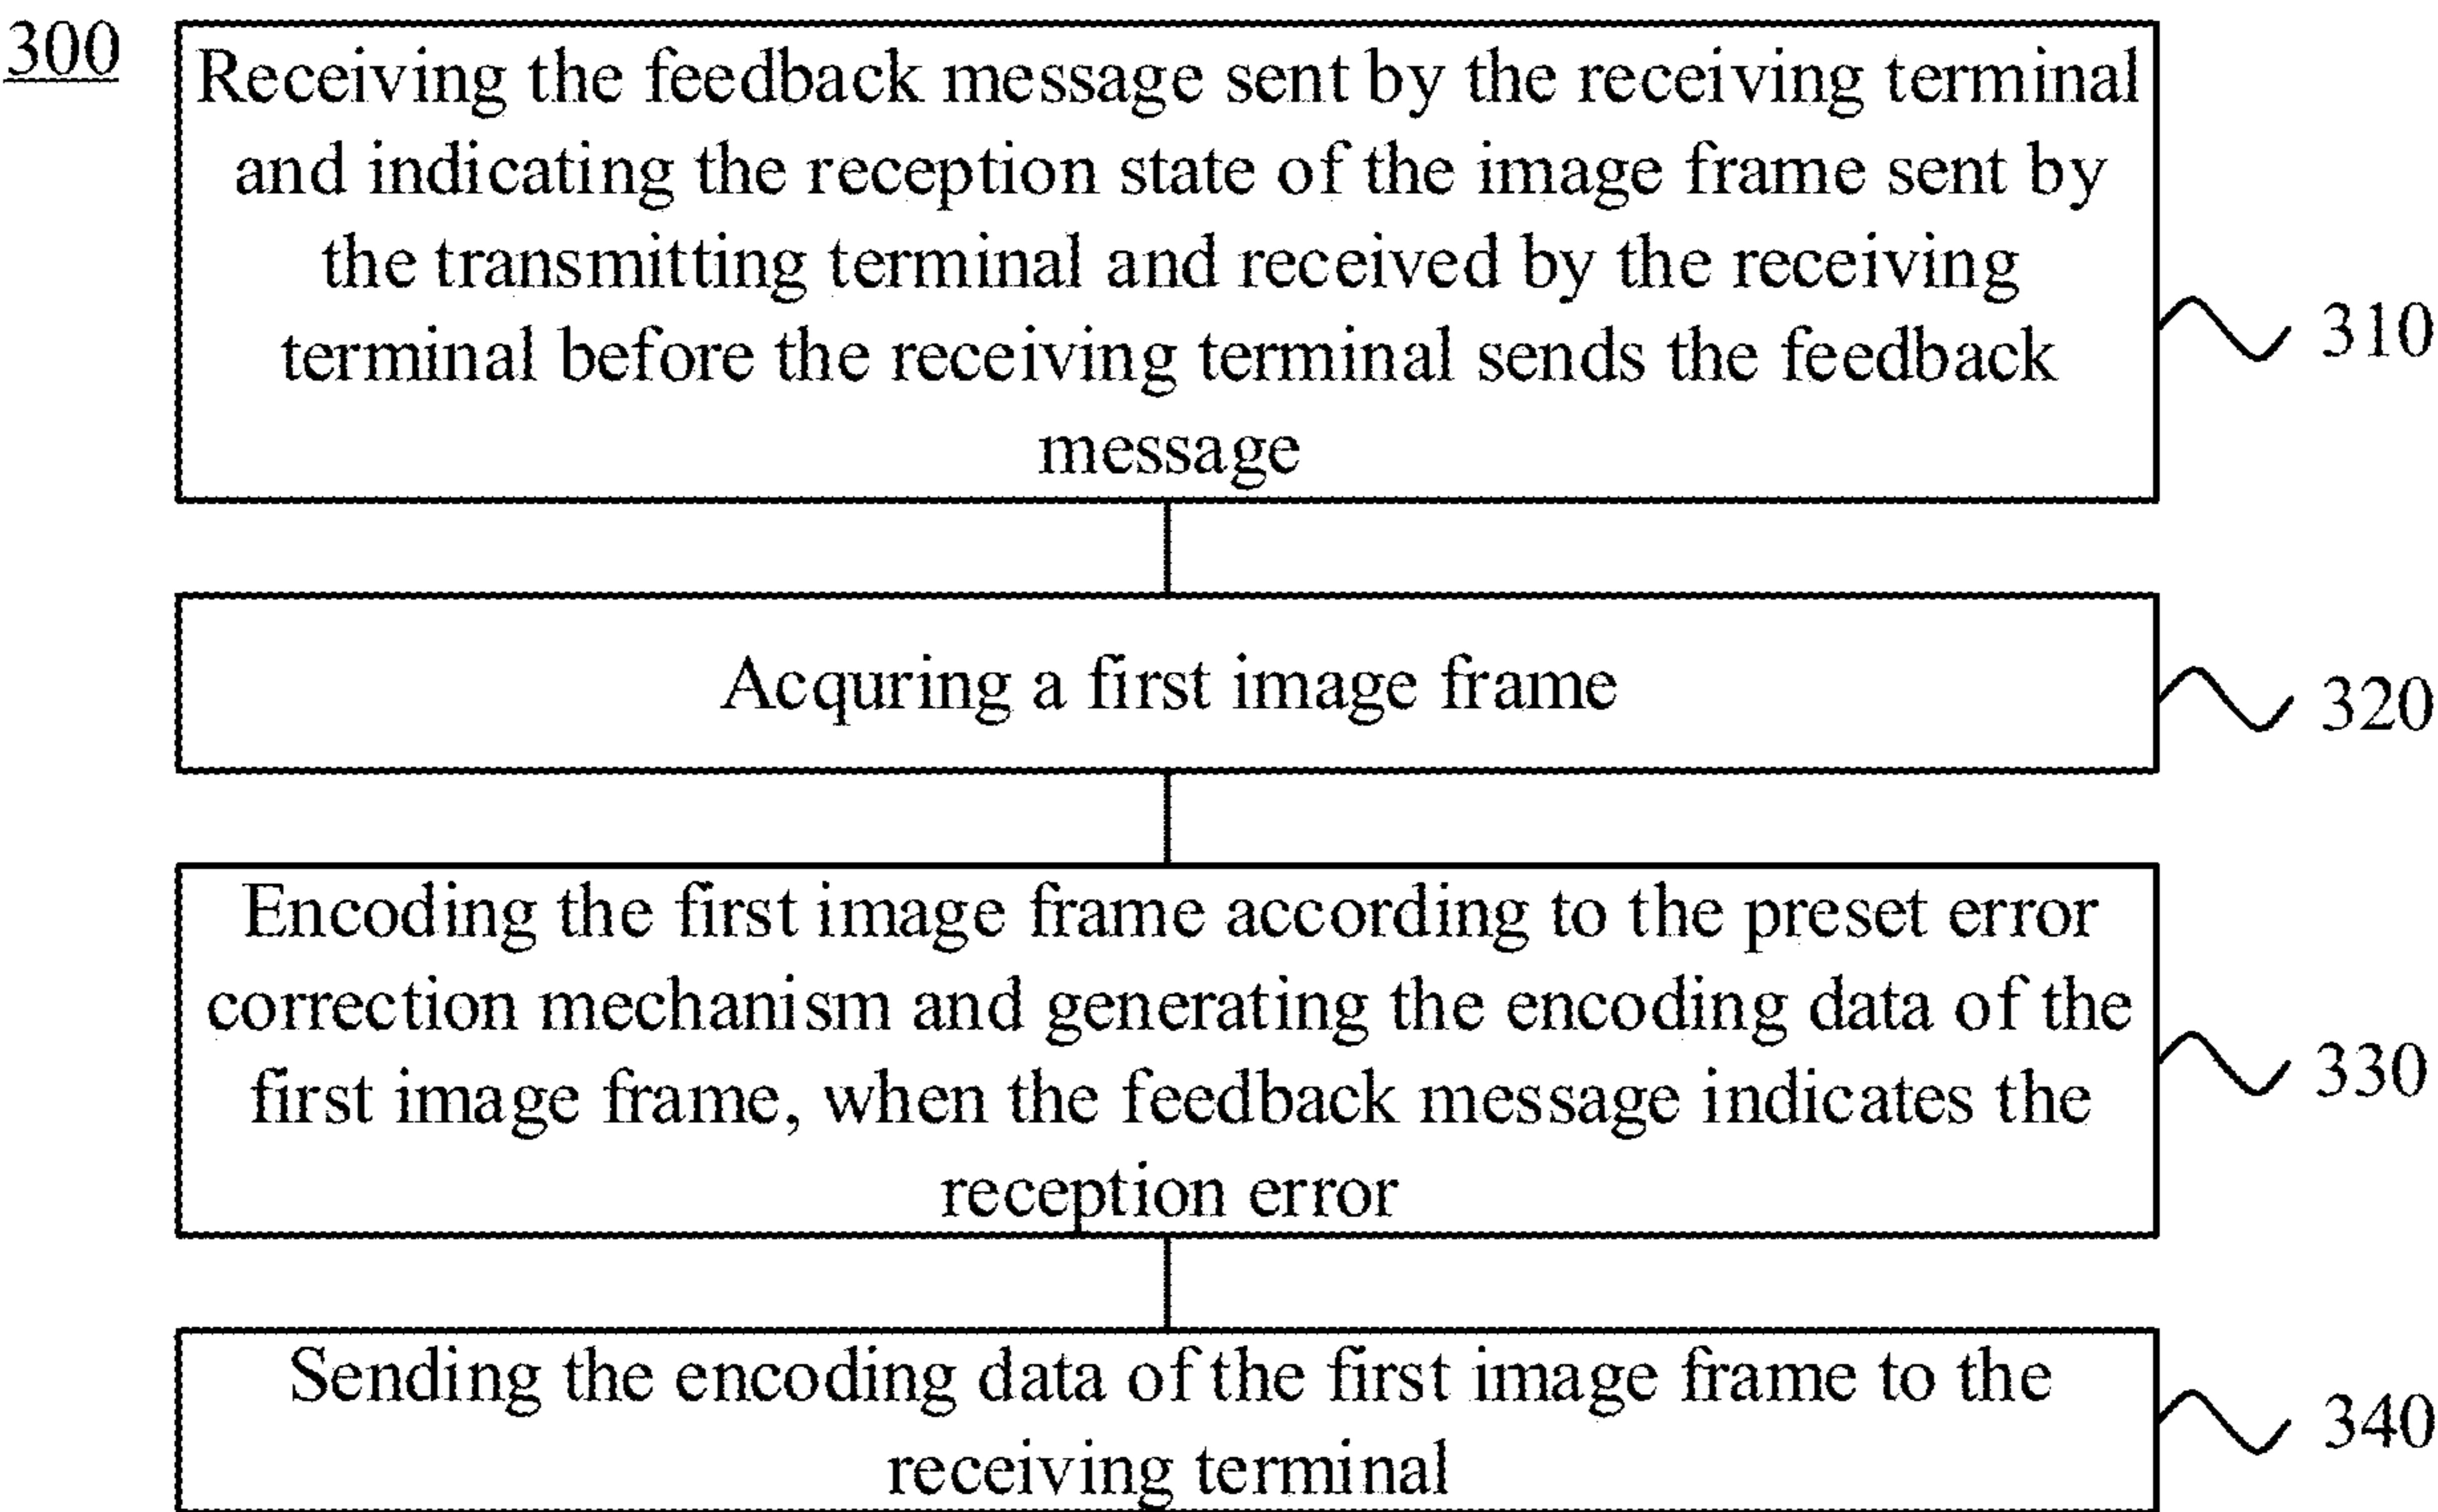 300
Receiving the feedback message sent by the receiving terminal
and indicating the reception state of the image frame sent by
the transmitting terminal and received by the receiving
terminal before the receiving terminal sends the feedback
message
310
Acquring a first image frame
320
Encoding the first image frame according to the preset error
correction mechanism and generating the encoding data of the
first image frame, when the feedback message indicates the
reception error
330
Sending the encoding data of the first image frame to the
receiving terminal
340